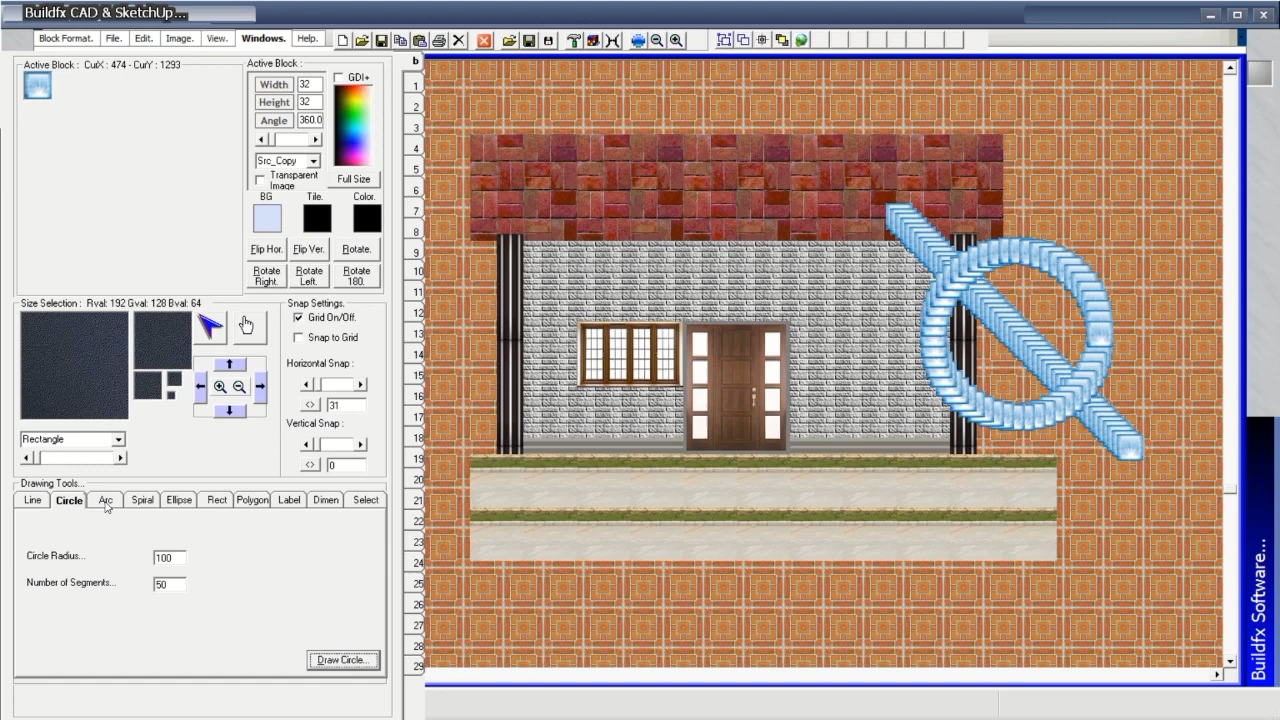 Buildfx CAD & SketchUp...
Block Format. File. Edit. Image. View. Windows. Help.
Active Block : CurX : 474 - CurY : 1293
Active Block :
Width 32
GDI+
Height 32
Angle 360.0
Src_Copy
Transparent Image
Full Size
BG Tile. Color.
Flip Hor. Flip Ver. Rotate.
Rotate Right. Rotate Left. Rotate 180.
Size Selection : Rval: 192 Gval: 128 Bval: 64
Snap Settings.
Grid On/Off.
Snap to Grid
Horizontal Snap :
<> 31
Vertical Snap :
<> 0
Rectangle
Drawing Tools...
Line Circle Arc Spiral Ellipse Rect Polygon Label Dimen Select
Circle Radius... 100
Number of Segments... 50
Draw Circle...
b
1
2
3
4
5
6
7
8
9
10
11
12
13
14
15
16
17
18
19
20
21
22
23
24
25
26
27
28
29
Buildfx Software...